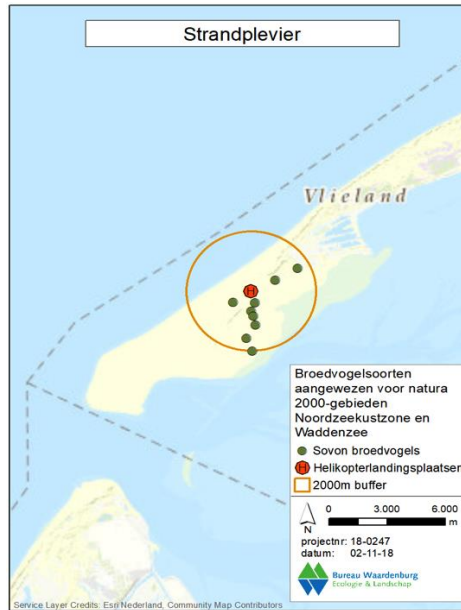 Strandplevier
Vlieland
H
Broedvogelsoorten
aangewezen voor natura
2000-gebieden
Noordzeekustzone en
Waddenzee
Sovon broedvogels
H Helikopterlandingsplaatsen
2000m buffer
N
0 3.000 6.000
m
projectnr: 18-0247
datum: 02-11-18
Bureau Waardenburg
Ecologie & Landschap
Service Layer Credits: Esri Nederland, Community Map Contributors